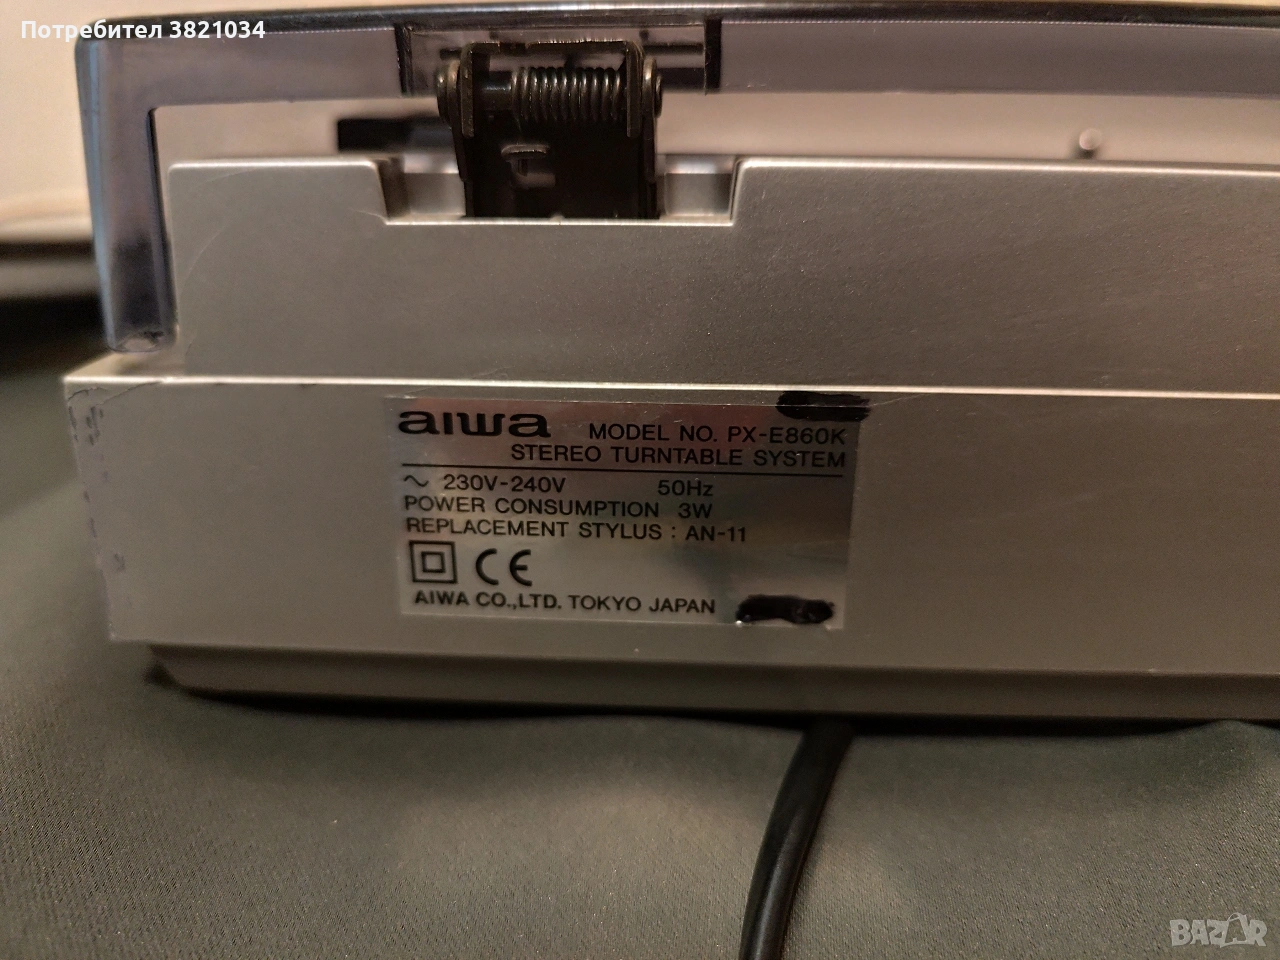 Потребител 3821034
aiwa MODEL NO. PX-E860K
STEREO TURNTABLE SYSTEM
~ 230V-240V 50Hz
POWER CONSUMPTION 3W
REPLACEMENT STYLUS : AN-11
CE
AIWA CO.,LTD. TOKYO JAPAN
BAZAR